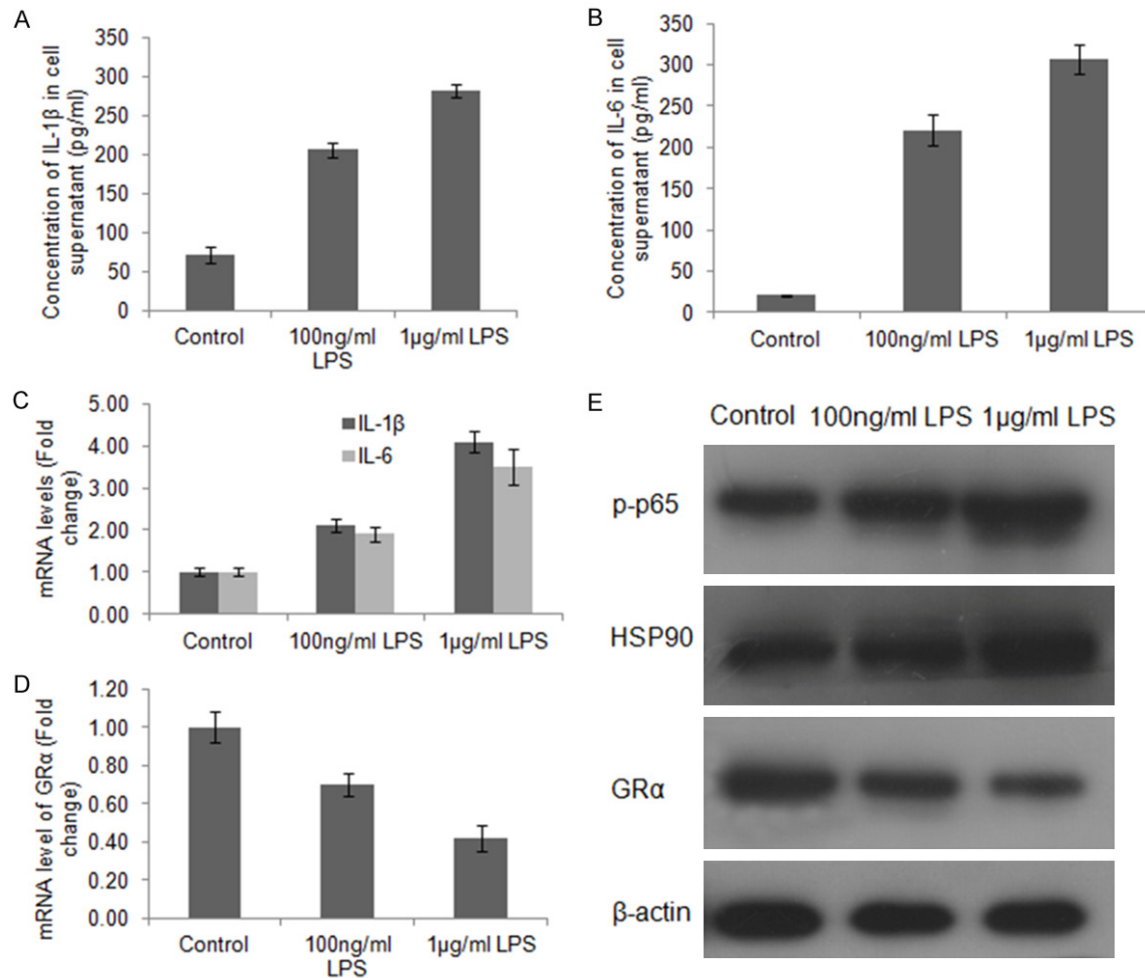 A
Concentration of IL-1β in cell
supernatant (pg/ml)
350
300
250
200
150
100
50
0
Control
100ng/ml
LPS
1μg/ml LPS
B
Concentration of IL-6 in cell
supernatant (pg/ml)
350
300
250
200
150
100
50
0
Control
100ng/ml LPS
1μg/ml LPS
C
mRNA levels (Fold
change)
5.00
4.00
3.00
2.00
1.00
0.00
IL-1β
IL-6
Control
100ng/ml LPS
1μg/ml LPS
D
mRNA level of GRα (Fold
change)
1.20
1.00
0.80
0.60
0.40
0.20
0.00
Control
100ng/ml
LPS
1μg/ml LPS
E
Control 100ng/ml LPS 1μg/ml LPS
p-p65
HSP90
GRα
β-actin